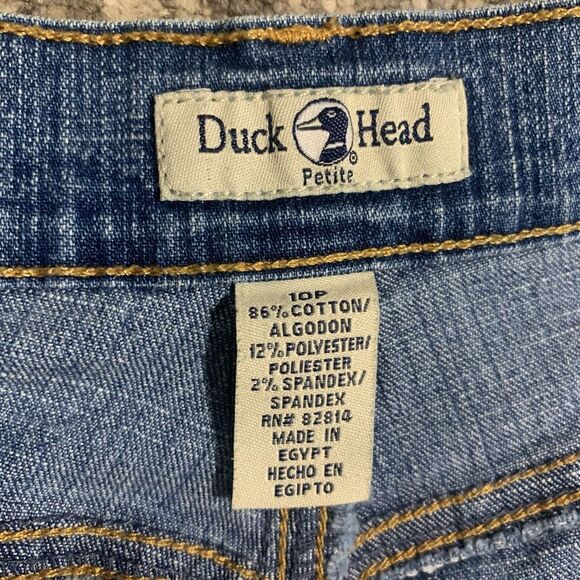 Duck Head
®
Petite
10P
86% COTTON/
ALGODON
12% POLYESTER/
POLIESTER
2% SPANDEX/
SPANDEX
RN# 82814
MADE IN
EGYPT
HECHO EN
EGIPTO